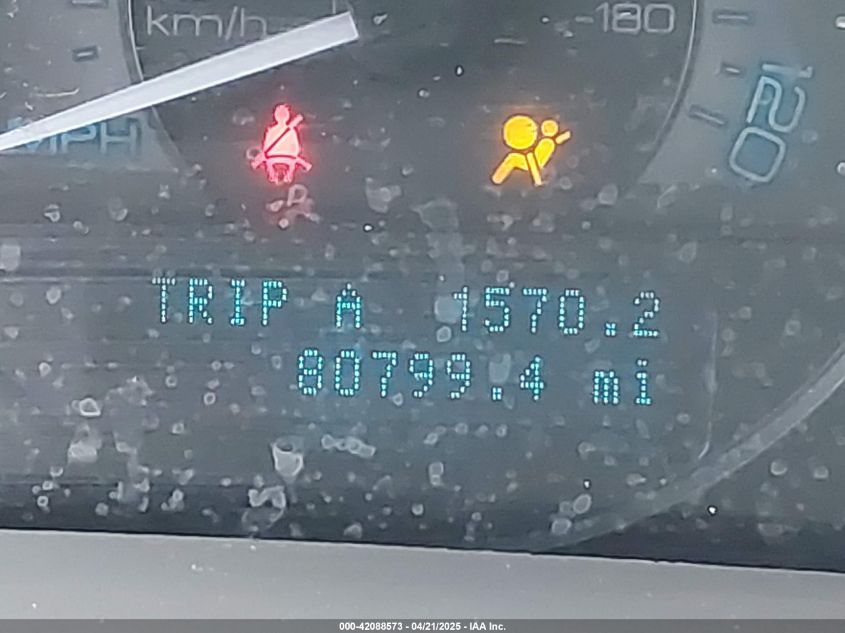 km/h 180
MPH 120
TRIP A 1570.2
80799.4 mi
000-42088573 - 04/21/2025 - IAA Inc.